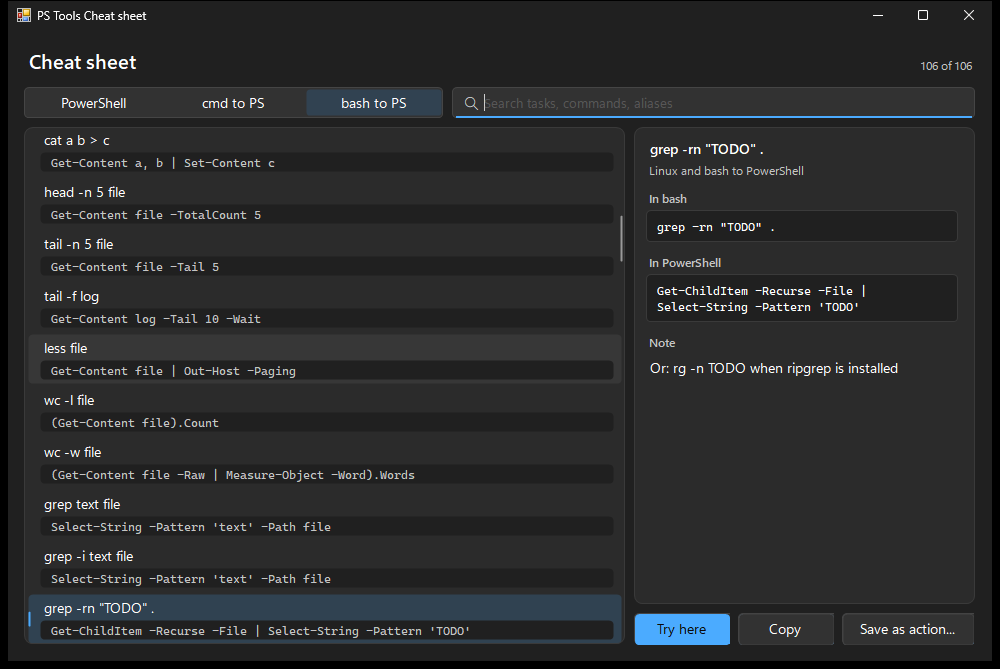 PS Tools Cheat sheet
Cheat sheet
106 of 106
PowerShell
cmd to PS
bash to PS
Search tasks, commands, aliases
cat a b > c
Get-Content a, b | Set-Content c
head -n 5 file
Get-Content file -TotalCount 5
tail -n 5 file
Get-Content file -Tail 5
tail -f log
Get-Content log -Tail 10 -Wait
less file
Get-Content file | Out-Host -Paging
wc -l file
(Get-Content file).Count
wc -w file
(Get-Content file -Raw | Measure-Object -Word).Words
grep text file
Select-String -Pattern 'text' -Path file
grep -i text file
Select-String -Pattern 'text' -Path file
grep -rn "TODO" .
Get-ChildItem -Recurse -File | Select-String -Pattern 'TODO'
grep -rn "TODO" .
Linux and bash to PowerShell
In bash
grep -rn "TODO" .
In PowerShell
Get-ChildItem -Recurse -File |
Select-String -Pattern 'TODO'
Note
Or: rg -n TODO when ripgrep is installed
Try here
Copy
Save as action...